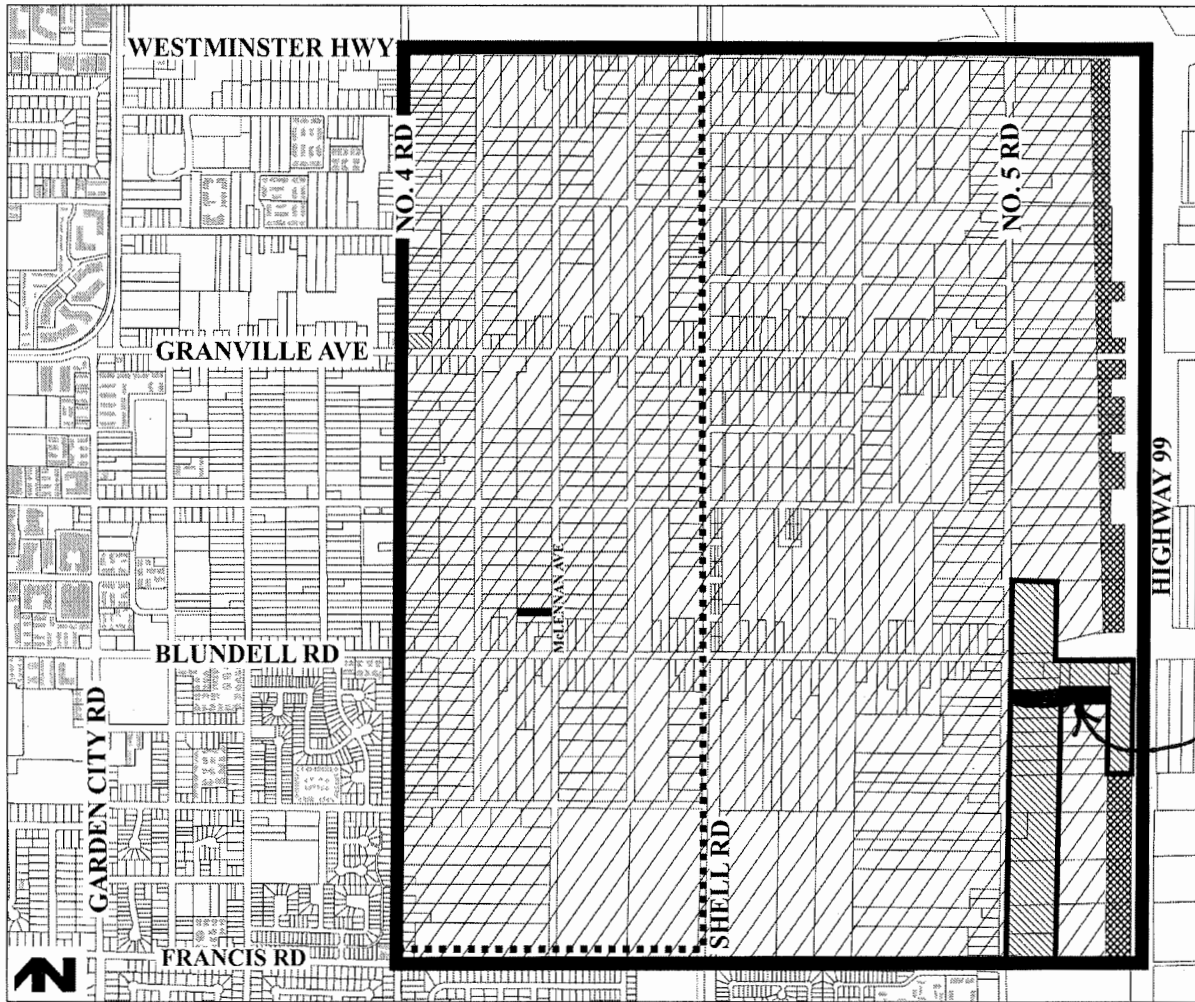 WESTMINSTER HWY
NO. 4 RD
NO. 5 RD
GRANVILLE AVE
HIGHWAY 99
McLENNAN AVE
BLUNDELL RD
GARDEN CITY RD
SHELL RD
FRANCIS RD
N